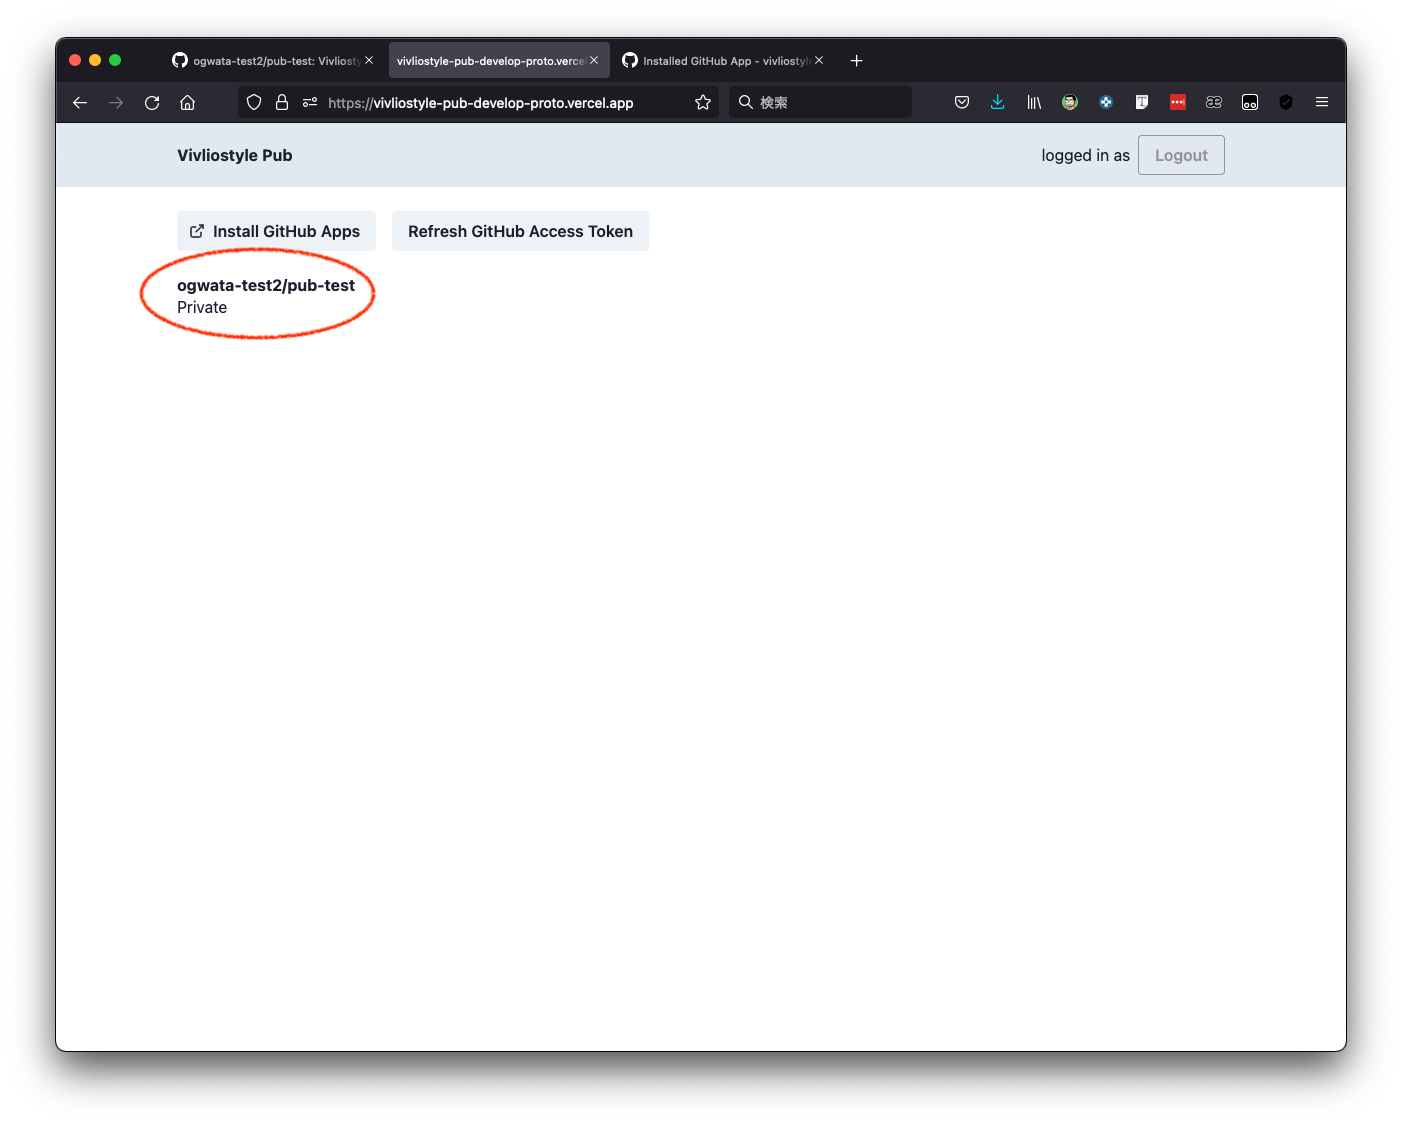 ogwata-test2/pub-test: Vivliosty
vivliostyle-pub-develop-proto.vercel
Installed GitHub App - vivliostyle
https://vivliostyle-pub-develop-proto.vercel.app
検索
Vivliostyle Pub
logged in as
Logout
Install GitHub Apps
Refresh GitHub Access Token
ogwata-test2/pub-test
Private